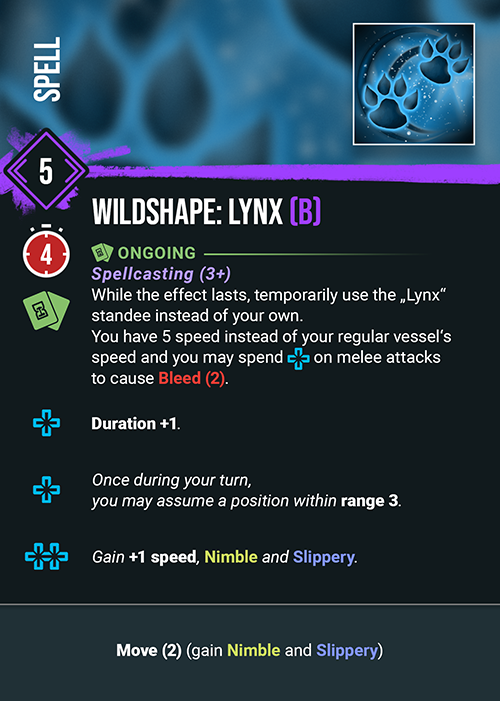 SPELL
5
WILDSHAPE: LYNX (B)
4
ONGOING
Spellcasting (3+)
While the effect lasts, temporarily use the „Lynx“
standee instead of your own.
You have 5 speed instead of your regular vessel‘s
speed and you may spend on melee attacks
to cause Bleed (2).
Duration +1.
Once during your turn,
you may assume a position within range 3.
Gain +1 speed, Nimble and Slippery.
Move (2) (gain Nimble and Slippery)